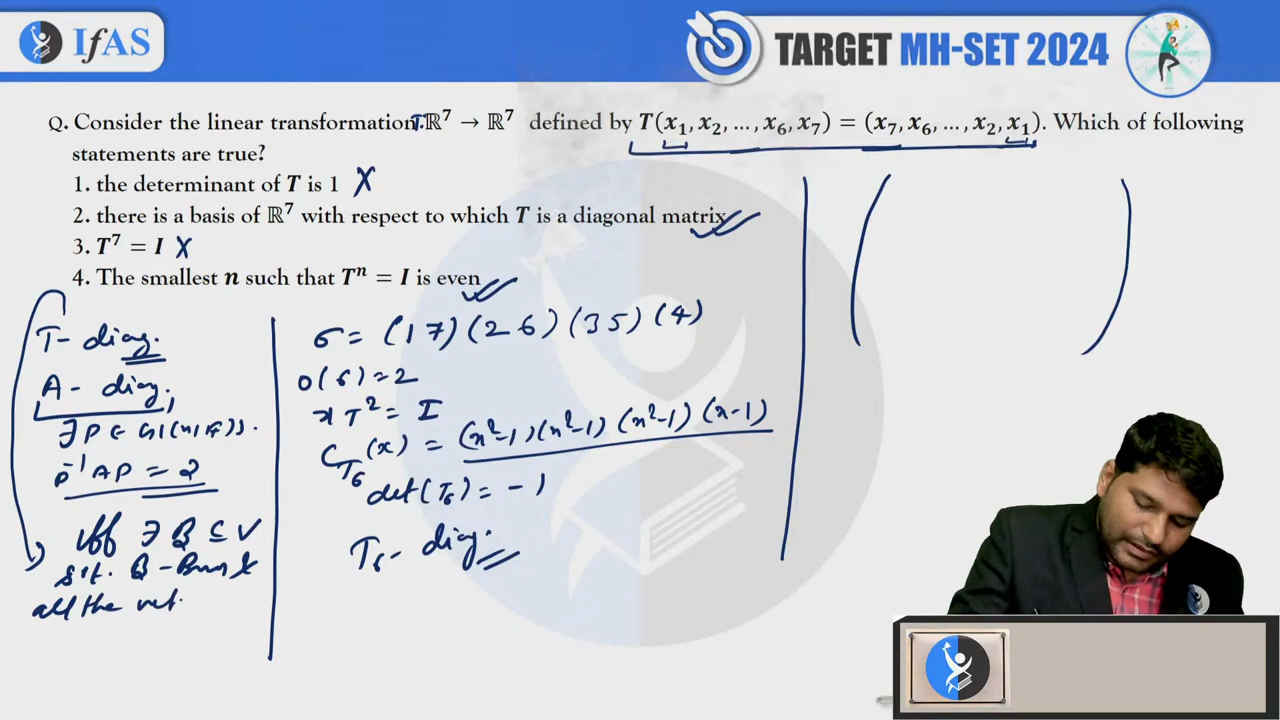 IfAS
TARGET MH-SET 2024
Q. Consider the linear transformation T: ℝ⁷ → ℝ⁷ defined by T(x₁, x₂, …, x₆, x₇) = (x₇, x₆, …, x₂, x₁). Which of following
statements are true?
1. the determinant of T is 1 X
2. there is a basis of ℝ⁷ with respect to which T is a diagonal matrix
3. T⁷ = I X
4. The smallest n such that Tⁿ = I is even
T - diag.
A - diag,
∃ P ∈ Gl(n, F)).
P⁻¹AP = D
iff ∃ B ⊆ V
s.t. B - Basis &
all the vet.
σ = (1 7) (2 6) (3 5) (4)
O(σ) = 2
T² = I
C_Tσ(x) = (x²-1)(x²-1)(x²-1)(x-1)
det(Tσ) = -1
Tσ - diag.